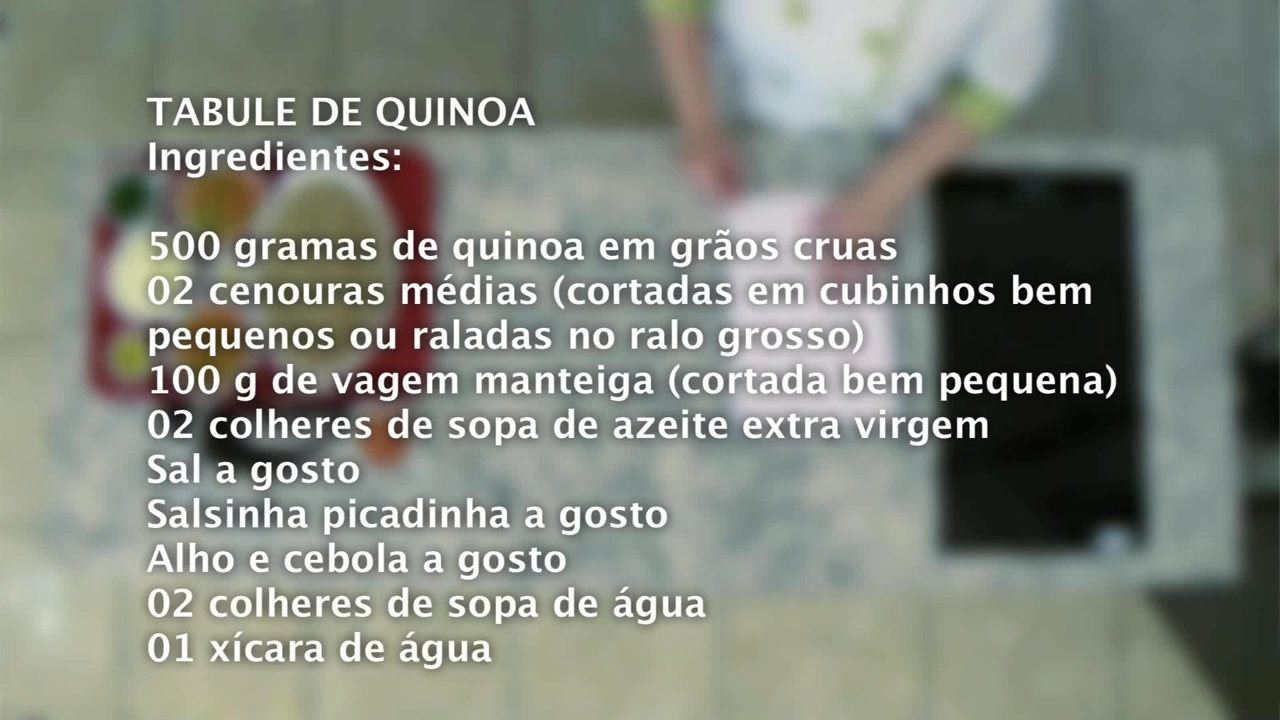 TABULE DE QUINOA
Ingredientes:
500 gramas de quinoa em grãos cruas
02 cenouras médias (cortadas em cubinhos bem
pequenos ou raladas no ralo grosso)
100 g de vagem manteiga (cortada bem pequena)
02 colheres de sopa de azeite extra virgem
Sal a gosto
Salsinha picadinha a gosto
Alho e cebola a gosto
02 colheres de sopa de água
01 xícara de água